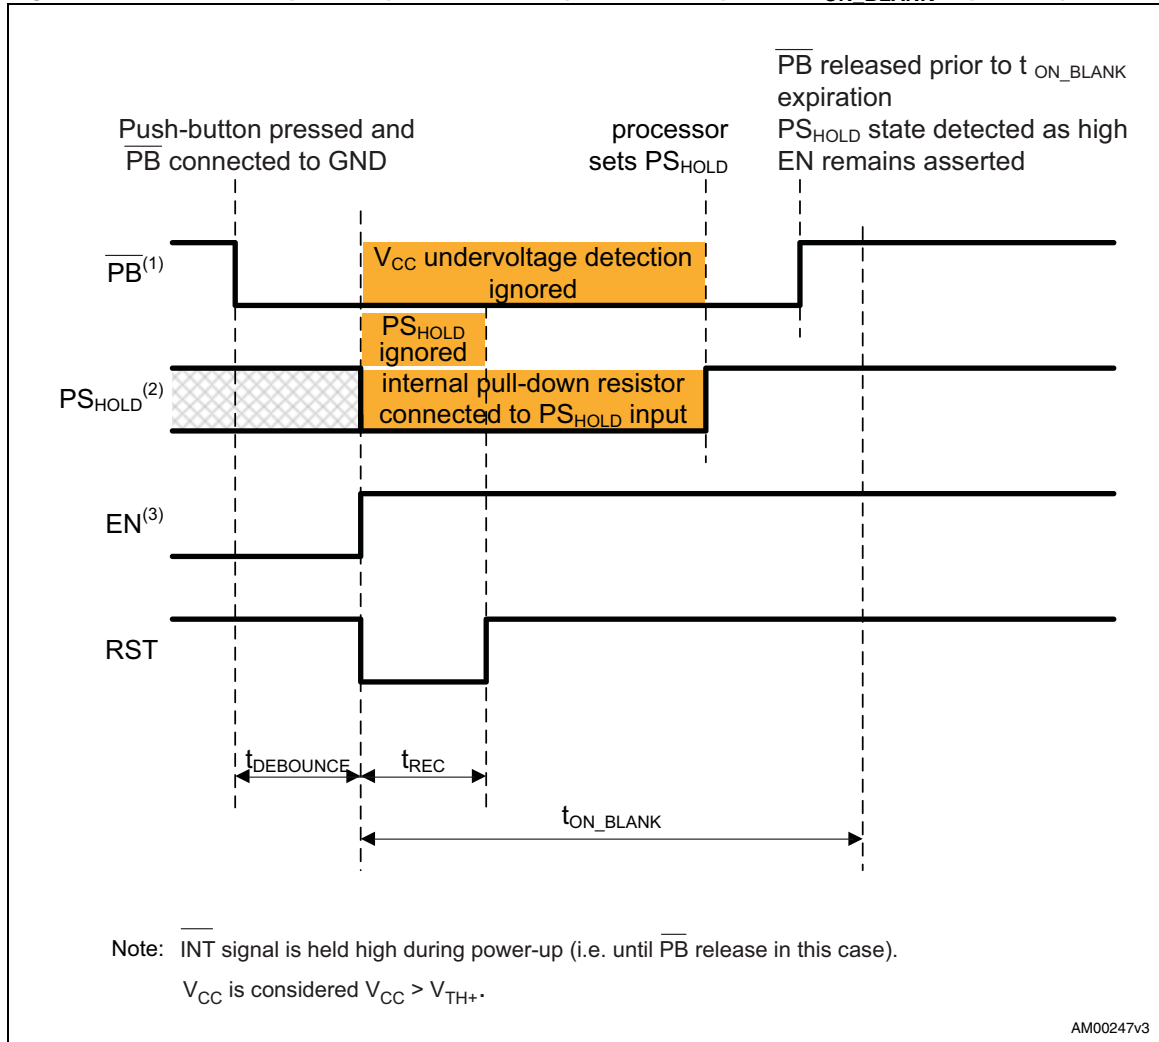 ON_BLANK
PB released prior to t ON_BLANK
expiration
PSHOLD state detected as high
EN remains asserted
Push-button pressed and
PB connected to GND
processor
sets PSHOLD
PB(1)
VCC undervoltage detection
ignored
PSHOLD
ignored
PSHOLD(2)
internal pull-down resistor
connected to PSHOLD input
EN(3)
RST
tDEBOUNCE
tREC
tON_BLANK
Note: INT signal is held high during power-up (i.e. until PB release in this case).
VCC is considered VCC > VTH+.
AM00247v3